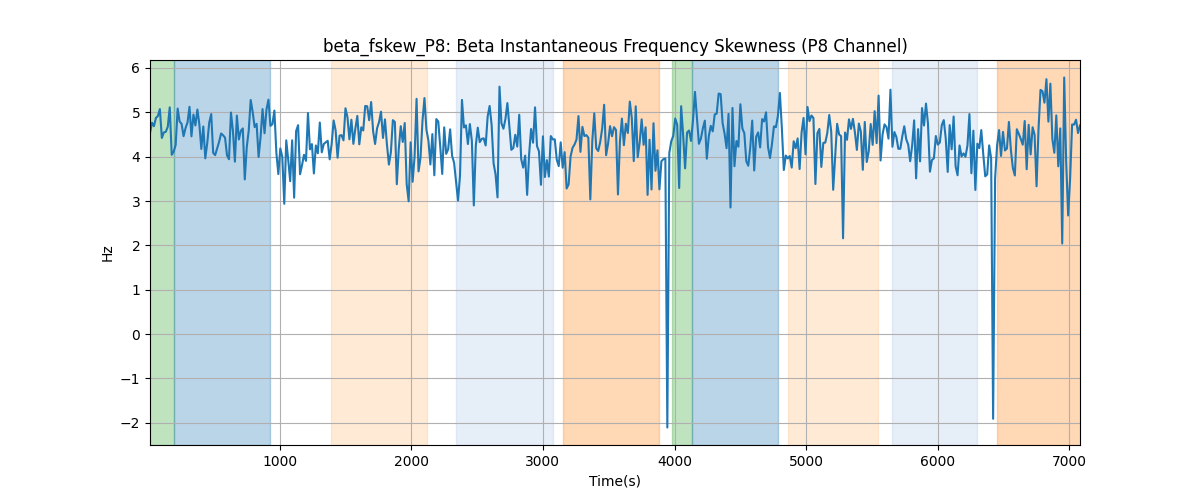 beta_fskew_P8: Beta Instantaneous Frequency Skewness (P8 Channel)
6
5
4
3
2
1
0
−1
−2
Hz
1000 2000 3000 4000 5000 6000 7000
Time(s)